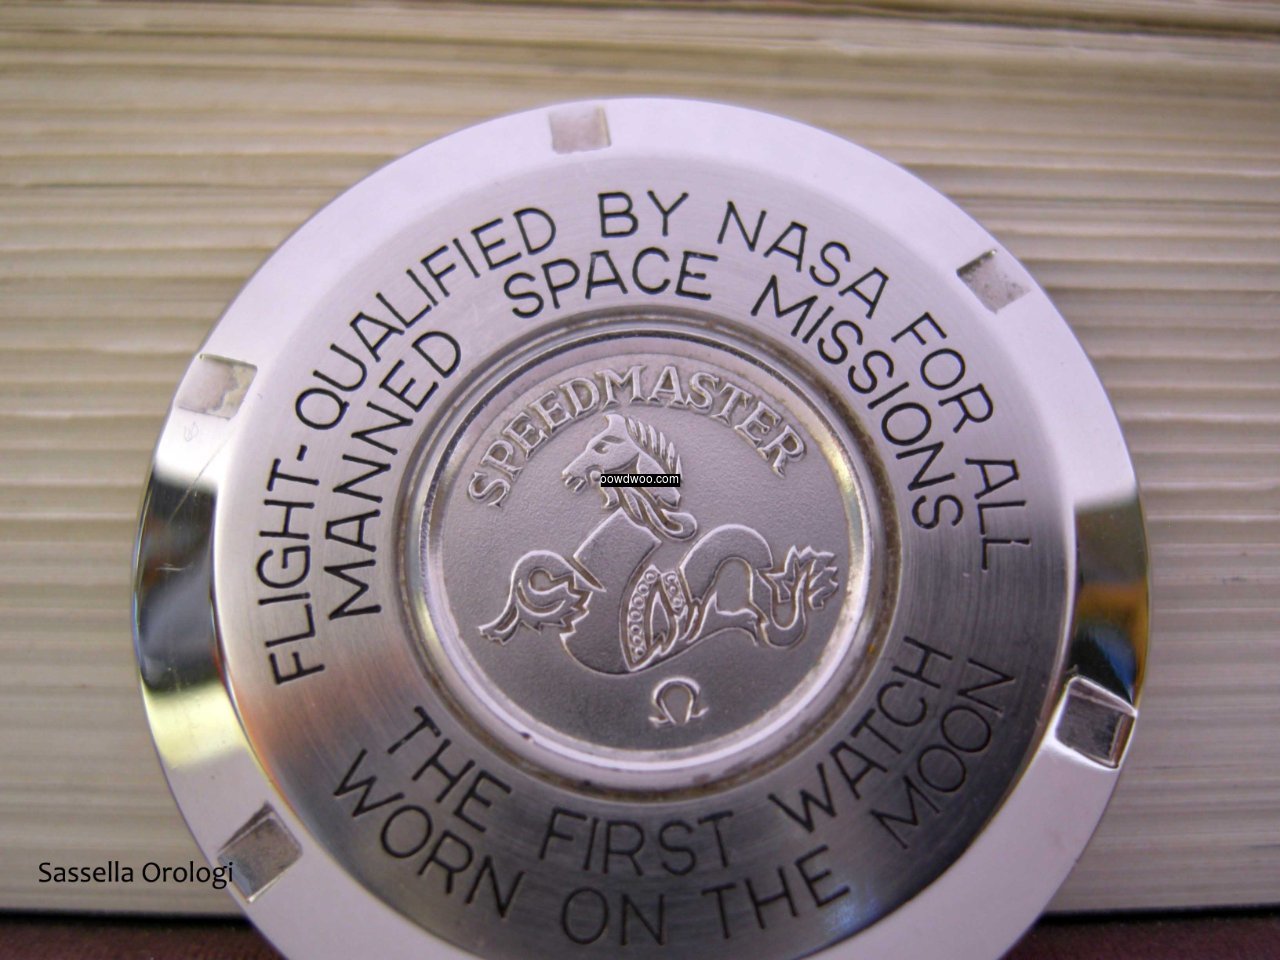 FLIGHT-QUALIFIED BY NASA FOR ALL
MANNED SPACE MISSIONS
SPEEDMASTER
oowdwoo.com
Ω
THE FIRST WATCH
WORN ON THE MOON
Sassella Orologi